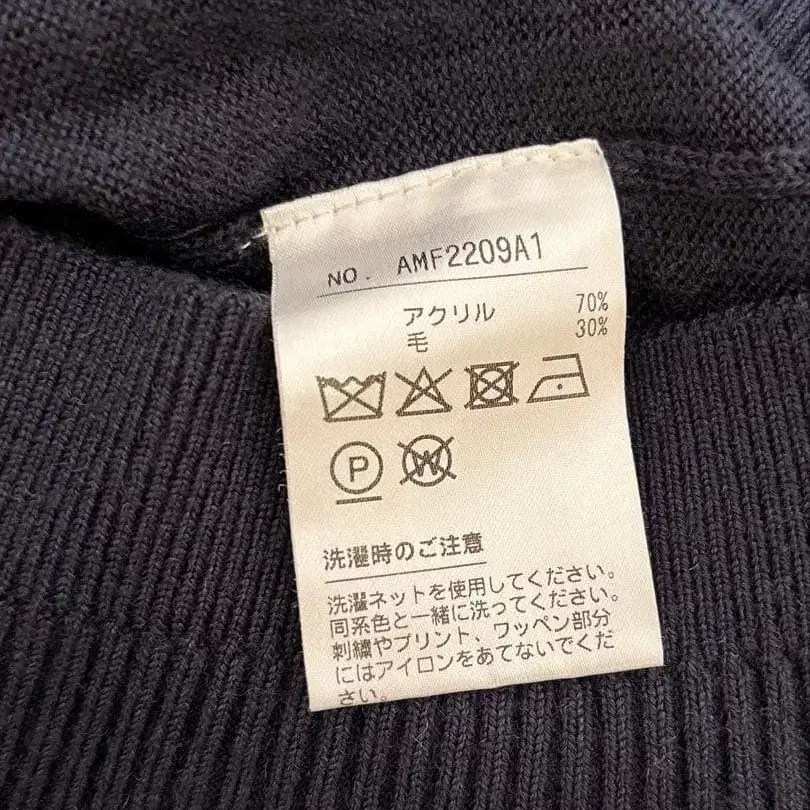 NO. AMF2209A1
アクリル 70%
毛 30%
P W
洗濯時のご注意
洗濯ネットを使用してください。
同系色と一緒に洗ってください。
刺繍やプリント、ワッペン部分
にはアイロンをあてないでくだ
さい。